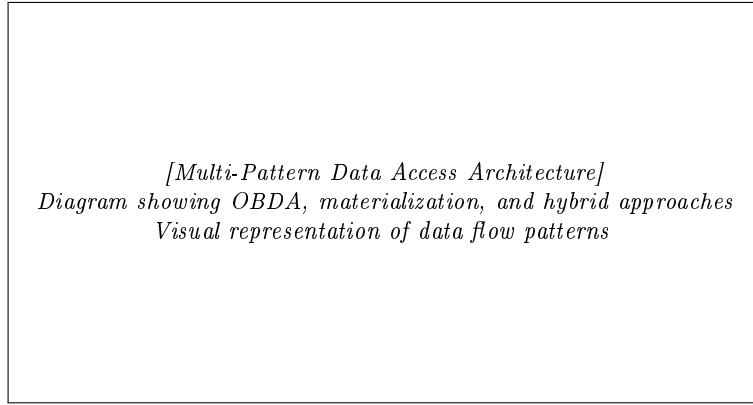 [Multi-Pattern Data Access Architecture]
Diagram showing OBDA, materialization, and hybrid approaches
Visual representation of data flow patterns